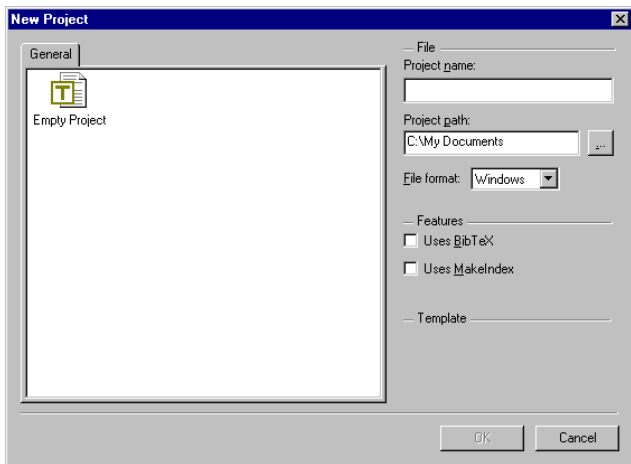 New Project
General
T
Empty Project
File
Project name:
Project path:
C:\My Documents
...
File format: Windows
Features
Uses BibTeX
Uses MakeIndex
Template
OK Cancel